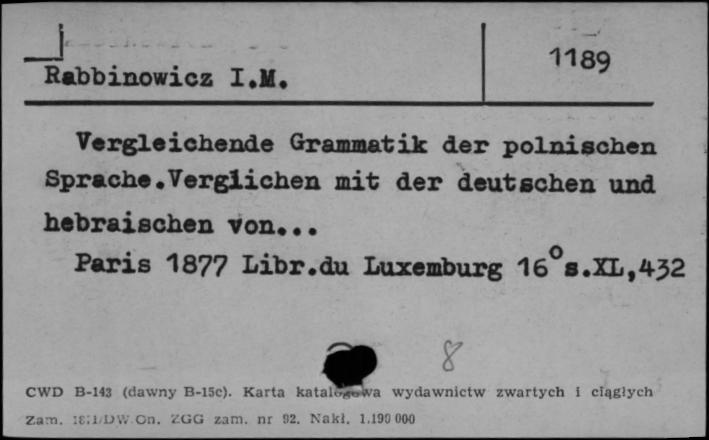 1189
Rabbinowicz I.M.
Vergleichende Grammatik der polnischen
Sprache.Verglichen mit der deutschen und
hebraischen von...
Paris 1877 Libr.du Luxemburg 16° s.XL,432
8
CWD B-143 (dawny B-15c). Karta katalogowa wydawnictw zwartych i ciągłych
Zam. DW On. ZGG zam. nr 92. Nakł. 1.190 000